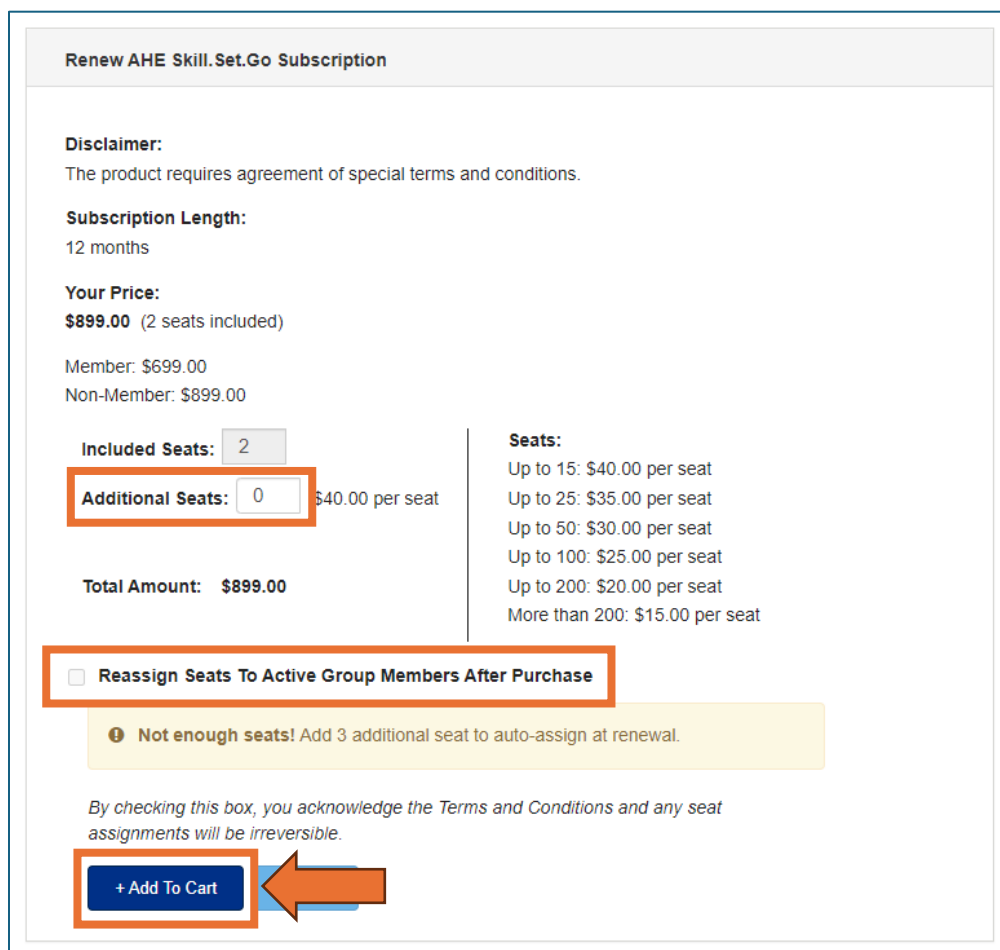 Renew AHE Skill.Set.Go Subscription
Disclaimer:
The product requires agreement of special terms and conditions.
Subscription Length:
12 months
Your Price:
$899.00 (2 seats included)
Member: $699.00
Non-Member: $899.00
Included Seats: 2
Additional Seats: 0 $40.00 per seat
Total Amount: $899.00
Seats:
Up to 15: $40.00 per seat
Up to 25: $35.00 per seat
Up to 50: $30.00 per seat
Up to 100: $25.00 per seat
Up to 200: $20.00 per seat
More than 200: $15.00 per seat
Reassign Seats To Active Group Members After Purchase
Not enough seats! Add 3 additional seat to auto-assign at renewal.
By checking this box, you acknowledge the Terms and Conditions and any seat
assignments will be irreversible.
+ Add To Cart